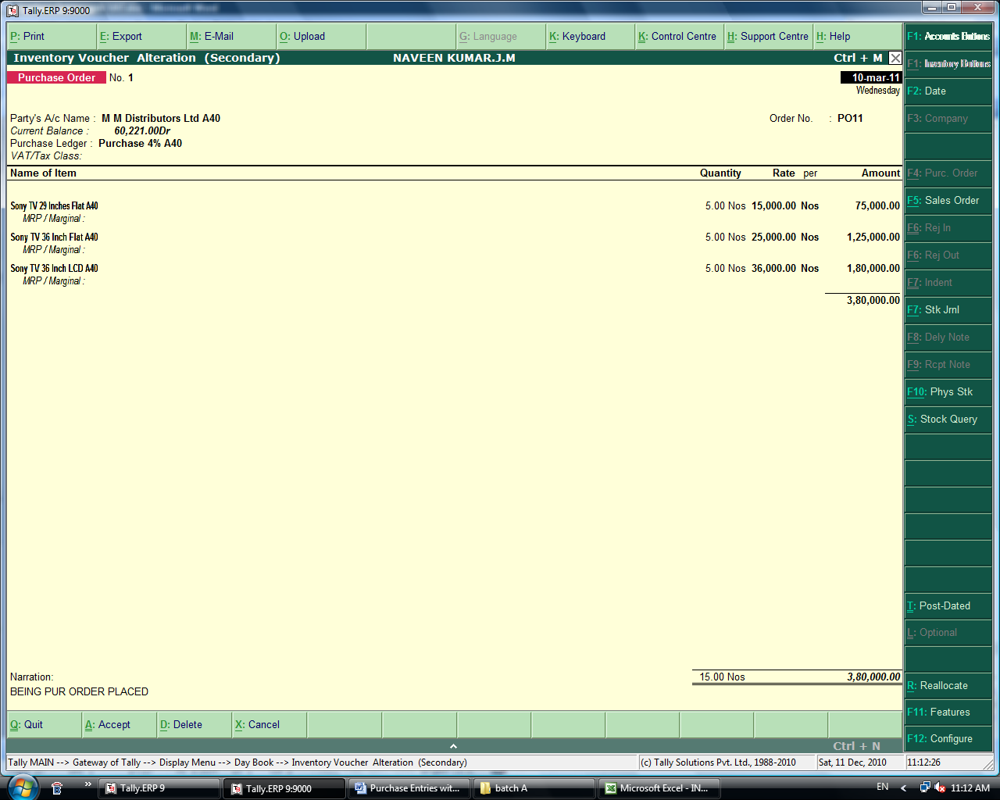 Tally.ERP 9:9000
P: Print E: Export M: E-Mail O: Upload G: Language K: Keyboard K: Control Centre H: Support Centre H: Help
Inventory Voucher Alteration (Secondary) NAVEEN KUMAR.J.M Ctrl + M
Purchase Order No. 1 10-mar-11
Wednesday
Party's A/c Name : M M Distributors Ltd A40 Order No. : PO11
Current Balance : 60,221.00Dr
Purchase Ledger : Purchase 4% A40
VAT/Tax Class:
Name of Item Quantity Rate per Amount
Sony TV 29 Inches Flat A40 5.00 Nos 15,000.00 Nos 75,000.00
MRP / Marginal :
Sony TV 36 Inch Flat A40 5.00 Nos 25,000.00 Nos 1,25,000.00
MRP / Marginal :
Sony TV 36 Inch LCD A40 5.00 Nos 36,000.00 Nos 1,80,000.00
MRP / Marginal :
3,80,000.00
Narration: 15.00 Nos 3,80,000.00
BEING PUR ORDER PLACED
Q: Quit A: Accept D: Delete X: Cancel
Ctrl + N
F1: Accounts Buttons
F1: Inventory Buttons
F2: Date
F3: Company
F4: Purc. Order
F5: Sales Order
F6: Rej In
F6: Rej Out
F7: Indent
F7: Stk Jrnl
F8: Dely Note
F9: Rcpt Note
F10: Phys Stk
S: Stock Query
T: Post-Dated
L: Optional
R: Reallocate
F11: Features
F12: Configure
Tally MAIN --> Gateway of Tally --> Display Menu --> Day Book --> Inventory Voucher Alteration (Secondary) (c) Tally Solutions Pvt. Ltd., 1988-2010 Sat, 11 Dec, 2010 11:12:26
Tally.ERP 9 Tally.ERP 9:9000 Purchase Entries wit... batch A Microsoft Excel - IN... EN 11:12 AM